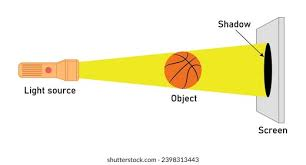 Shadow
Light source
Object
Screen
shutterstock.com · 2398313443